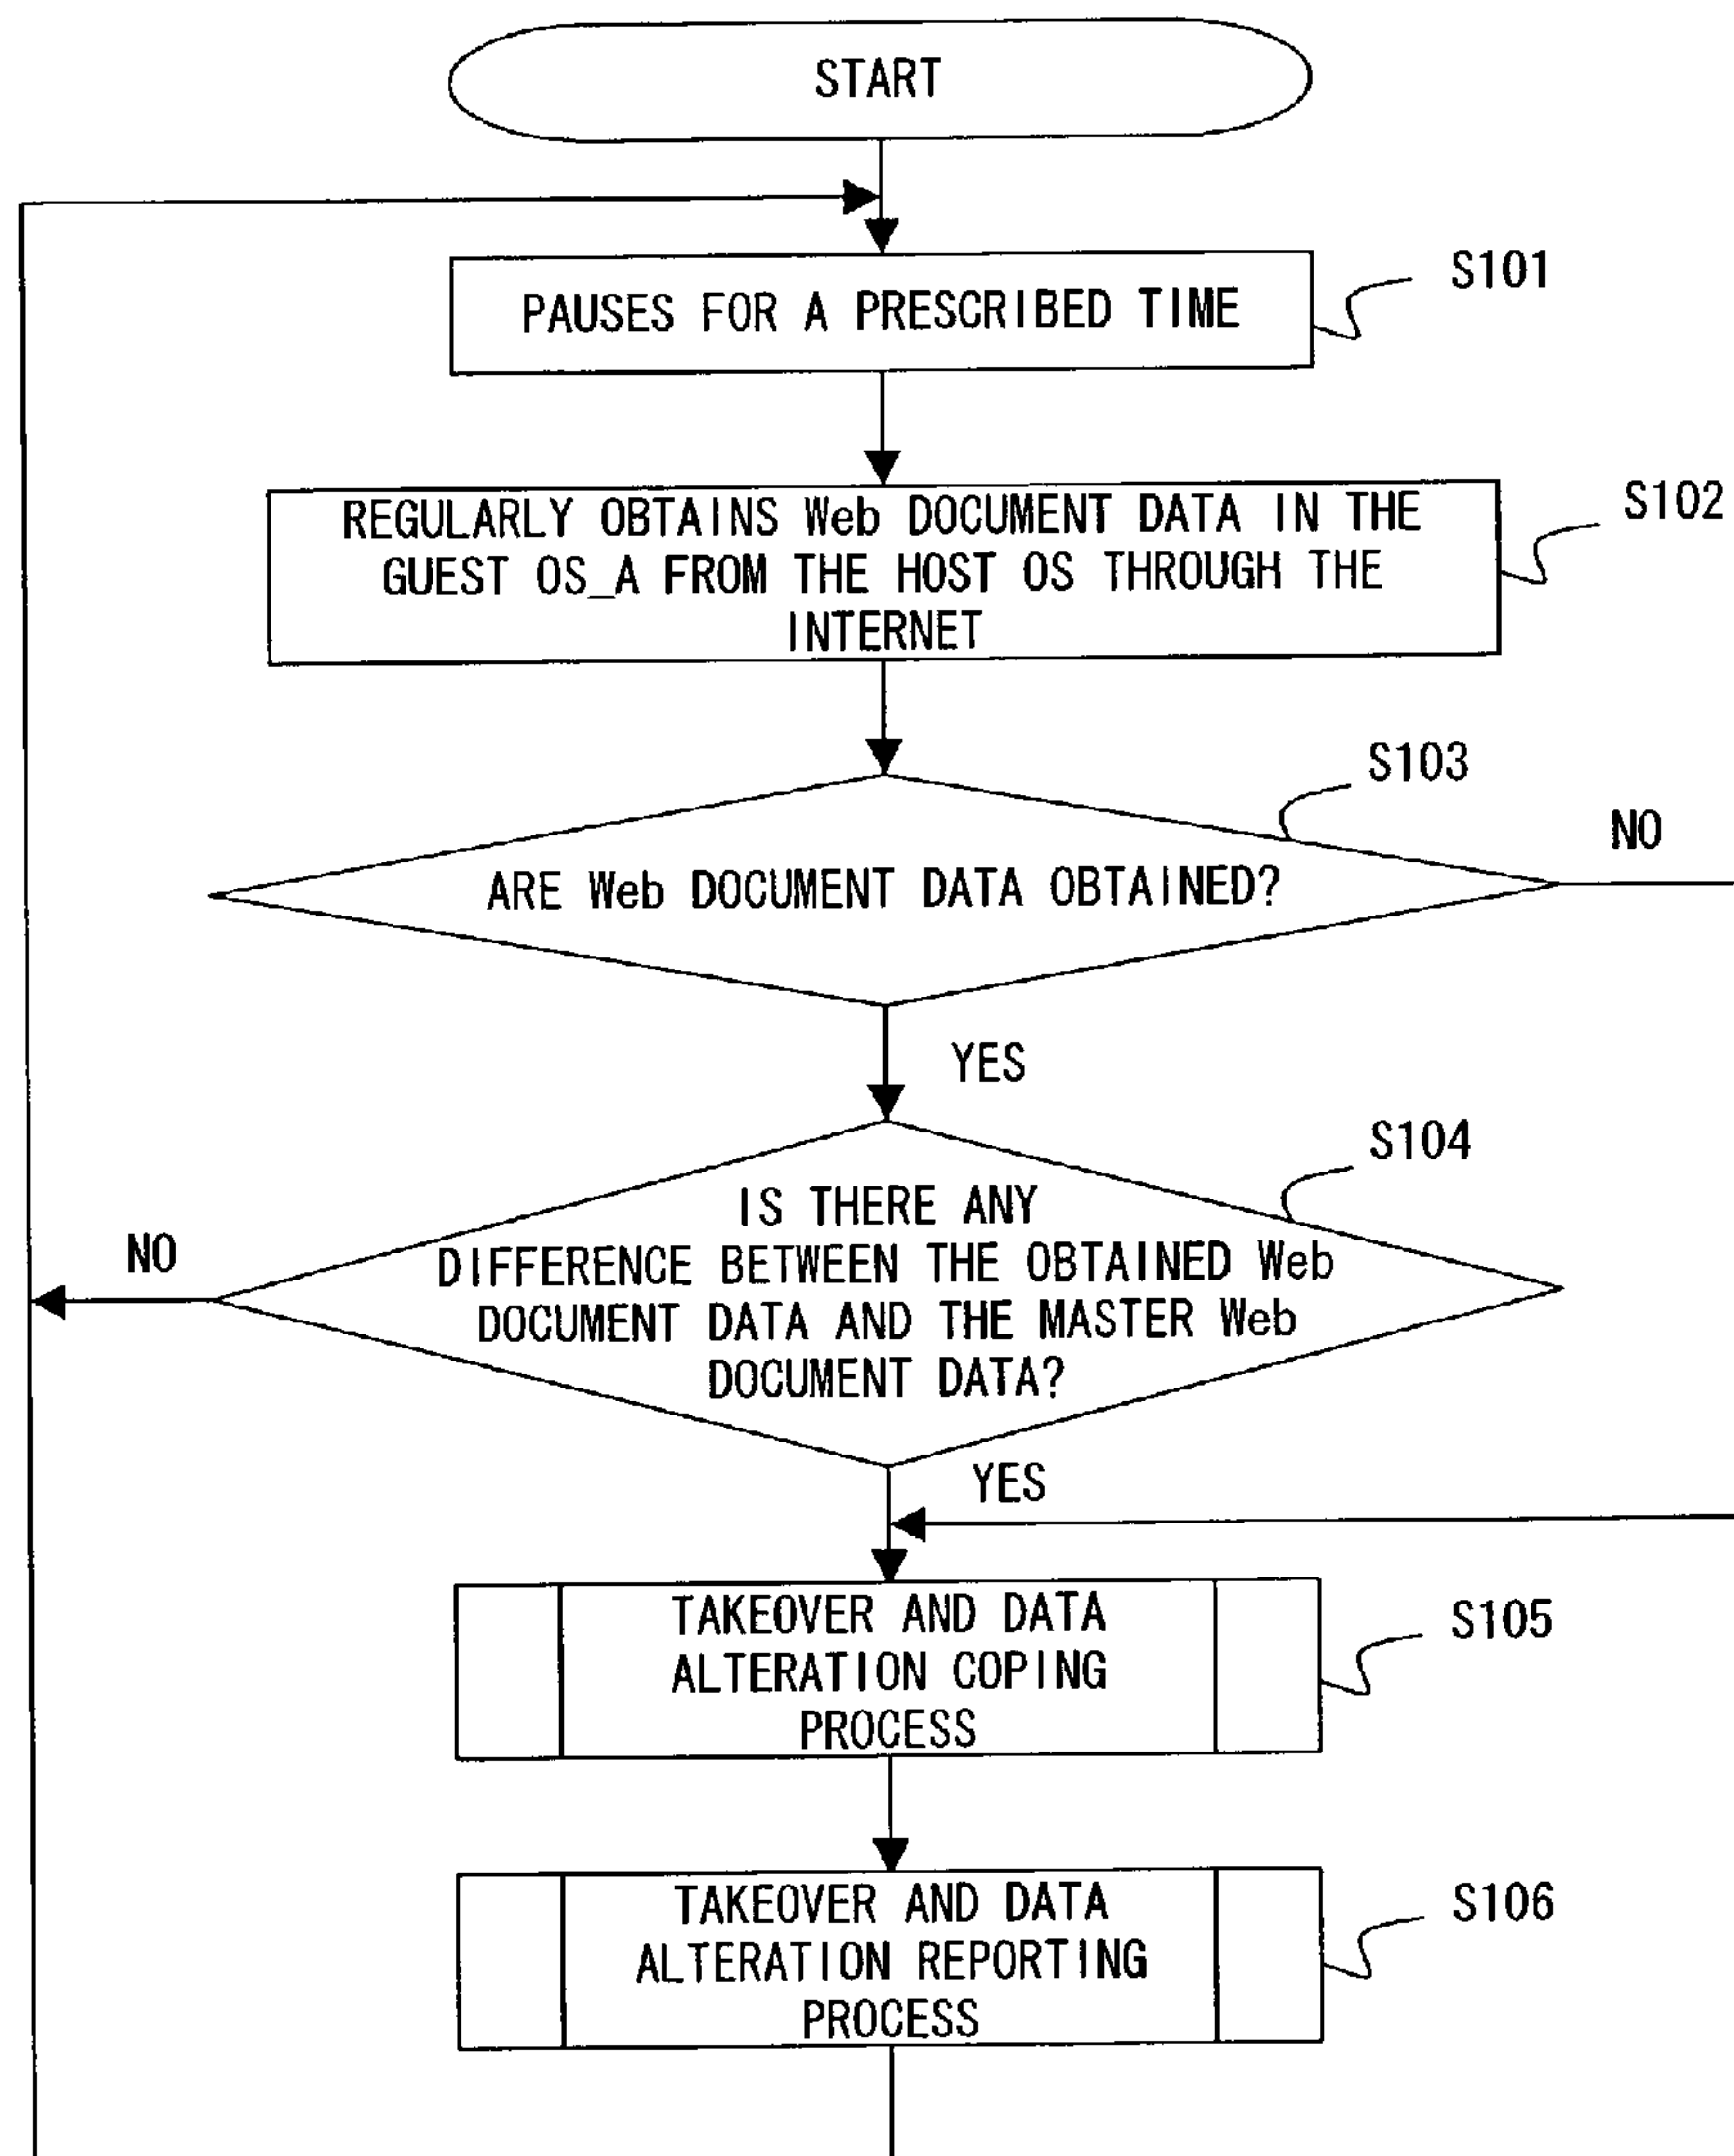 START
PAUSES FOR A PRESCRIBED TIME
S101
REGULARLY OBTAINS Web DOCUMENT DATA IN THE
GUEST OS_A FROM THE HOST OS THROUGH THE
INTERNET
S102
S103
NO
ARE Web DOCUMENT DATA OBTAINED?
YES
S104
NO
IS THERE ANY
DIFFERENCE BETWEEN THE OBTAINED Web
DOCUMENT DATA AND THE MASTER Web
DOCUMENT DATA?
YES
TAKEOVER AND DATA
ALTERATION COPING
PROCESS
S105
TAKEOVER AND DATA
ALTERATION REPORTING
PROCESS
S106